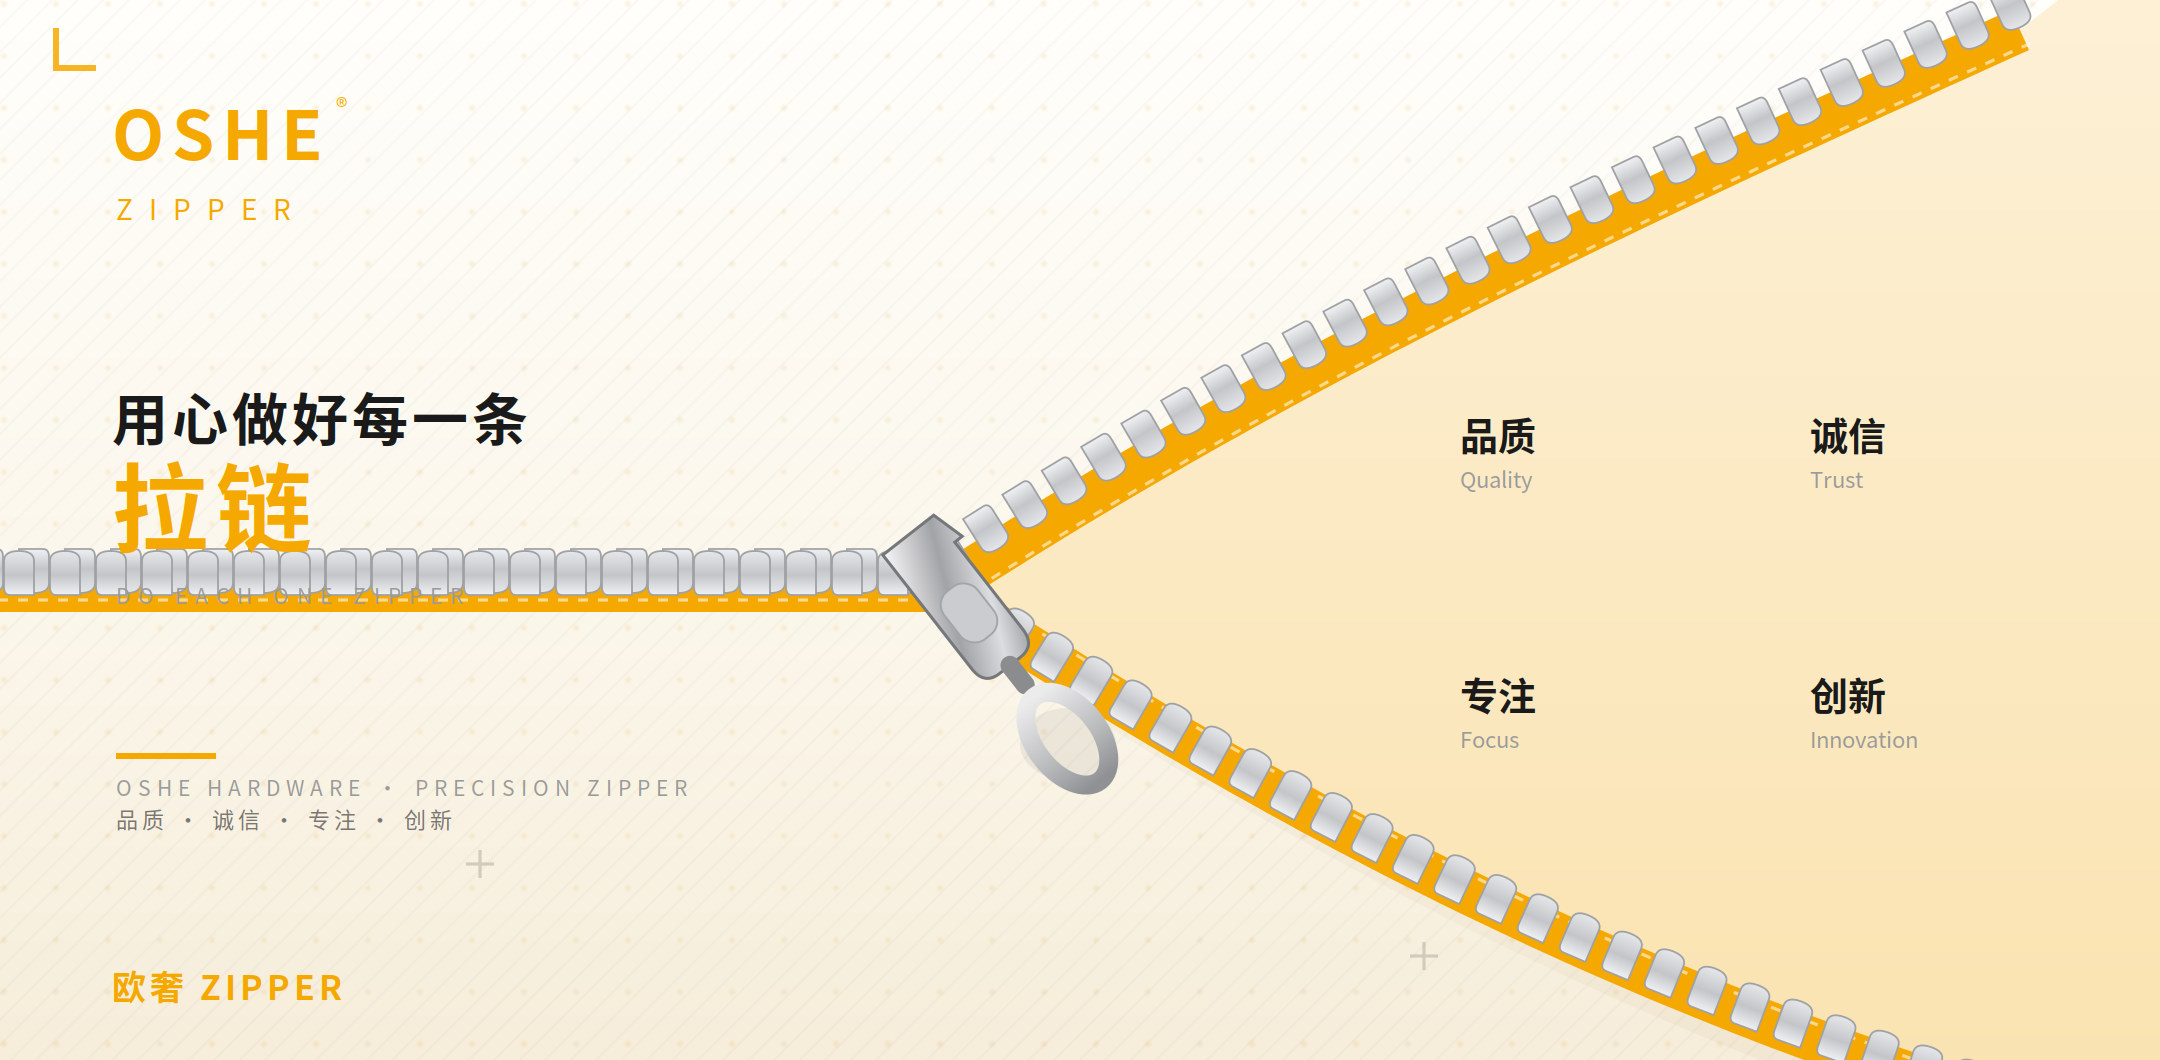 OSHE®
ZIPPER
用心做好每一条
拉链
DO EACH ONE ZIPPER
OSHE HARDWARE · PRECISION ZIPPER
品质 · 诚信 · 专注 · 创新
欧奢 ZIPPER
品质
Quality
诚信
Trust
专注
Focus
创新
Innovation